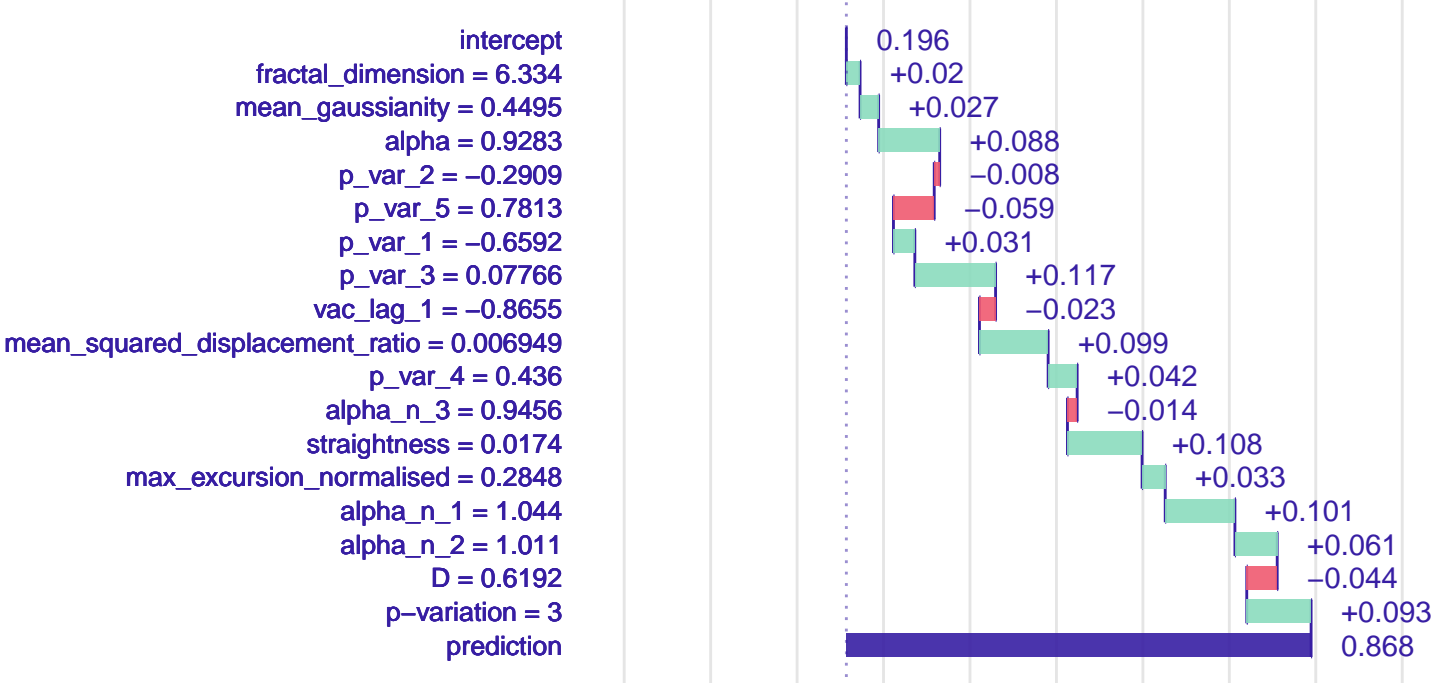 intercept 0.196
fractal_dimension = 6.334 +0.02
mean_gaussianity = 0.4495 +0.027
alpha = 0.9283 +0.088
p_var_2 = −0.2909 −0.008
p_var_5 = 0.7813 −0.059
p_var_1 = −0.6592 +0.031
p_var_3 = 0.07766 +0.117
vac_lag_1 = −0.8655 −0.023
mean_squared_displacement_ratio = 0.006949 +0.099
p_var_4 = 0.436 +0.042
alpha_n_3 = 0.9456 −0.014
straightness = 0.0174 +0.108
max_excursion_normalised = 0.2848 +0.033
alpha_n_1 = 1.044 +0.101
alpha_n_2 = 1.011 +0.061
D = 0.6192 −0.044
p−variation = 3 +0.093
prediction 0.868